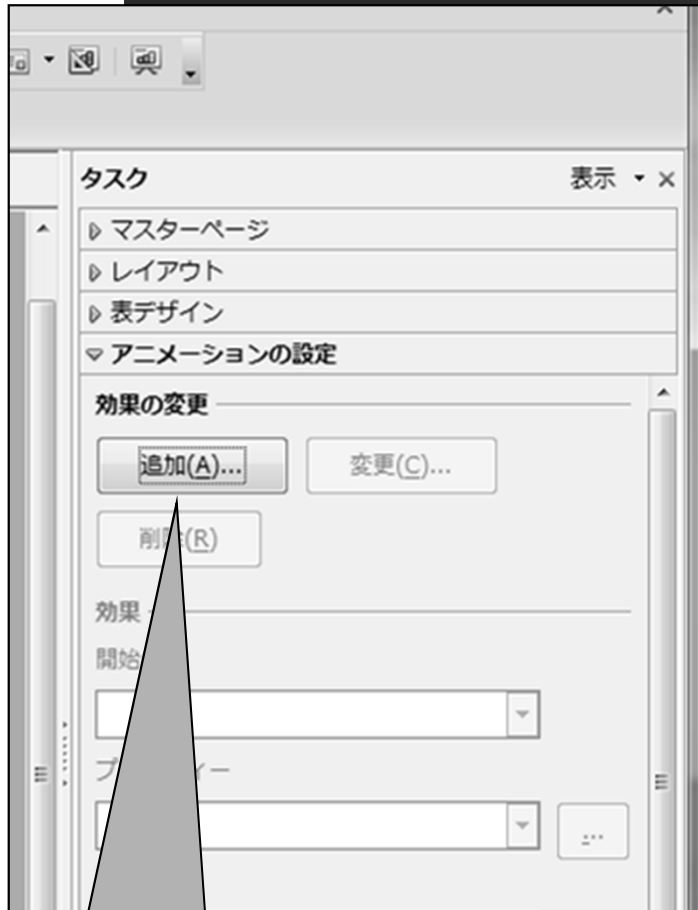 タスク 表示
マスターページ
レイアウト
表デザイン
アニメーションの設定
効果の変更
追加(A)... 変更(C)...
(R)
効果
開始
...